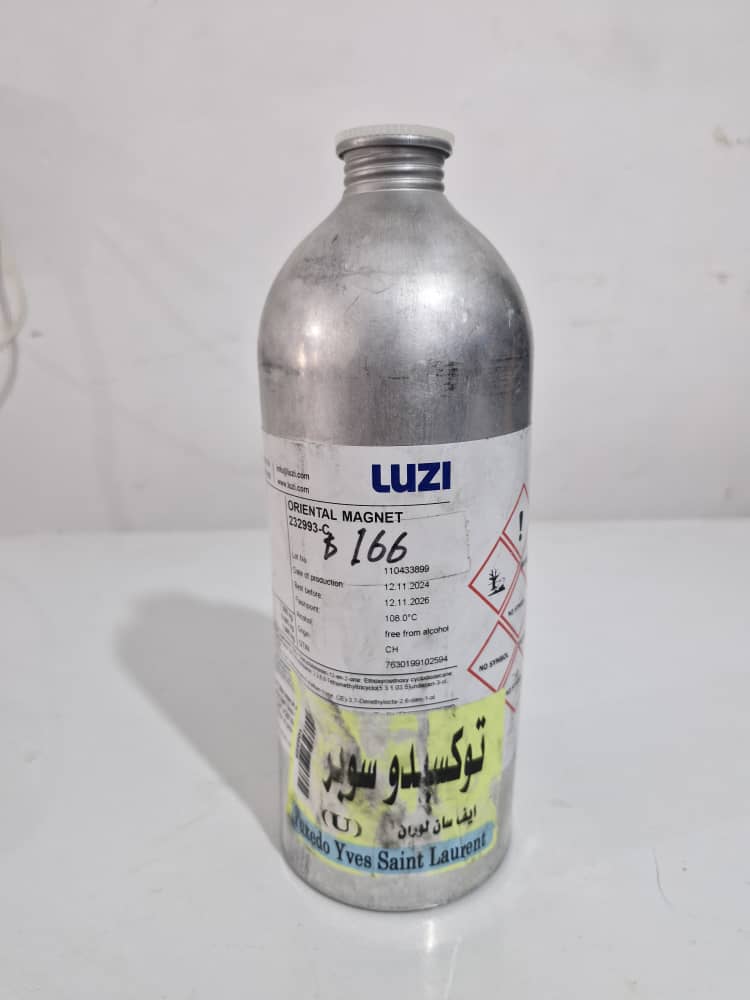 LUZI
info@luzi.com
www.luzi.com
ORIENTAL MAGNET
232993-C
$ 166
Lot No.
110433899
Date of production:
12.11.2024
Best before:
12.11.2026
Flashpoint:
108.0°C
Alcohol:
free from alcohol
Origin:
CH
GTIN:
7630199102594
!
NO SYMBOL
توكسيدو سوبر
ايف سان لوران
(U)
Tuxedo Yves Saint Laurent